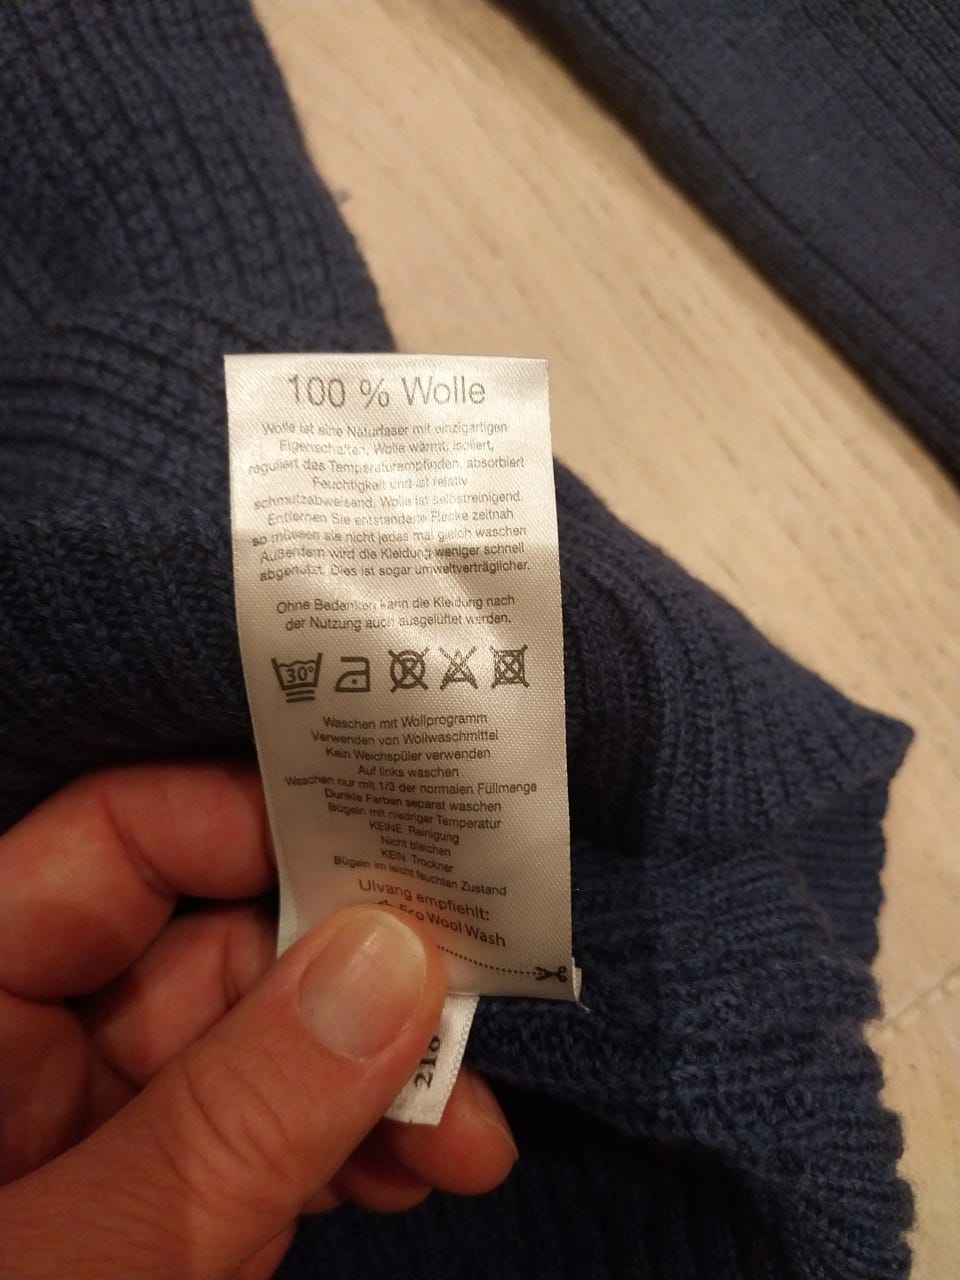 100 % Wolle
Wolle ist eine Naturfaser mit einzigartigen
Eigenschaften. Wolle wärmt, isoliert,
reguliert das Temperaturempfinden, absorbiert
Feuchtigkeit und ist relativ
schmutzabweisend. Wolle ist selbstreinigend.
Entfernen Sie entstandene Flecke zeitnah
so müssen sie nicht jedes mal gleich waschen
Außerdem wird die Kleidung weniger schnell
abgenutzt. Dies ist sogar umweltverträglicher.
Ohne Bedenken kann die Kleidung nach
der Nutzung auch ausgelüftet werden.
30°
Waschen mit Wollprogramm
Verwenden von Wollwaschmittel
Kein Weichspüler verwenden
Auf links waschen
Waschen nur mit 1/3 der normalen Füllmenge
Dunkle Farben separat waschen
Bügeln mit niedriger Temperatur
KEINE Reinigung
Nicht bleichen
KEIN Trockner
Bügeln im leicht feuchten Zustand
Ulvang empfiehlt:
Eco Wool Wash
216